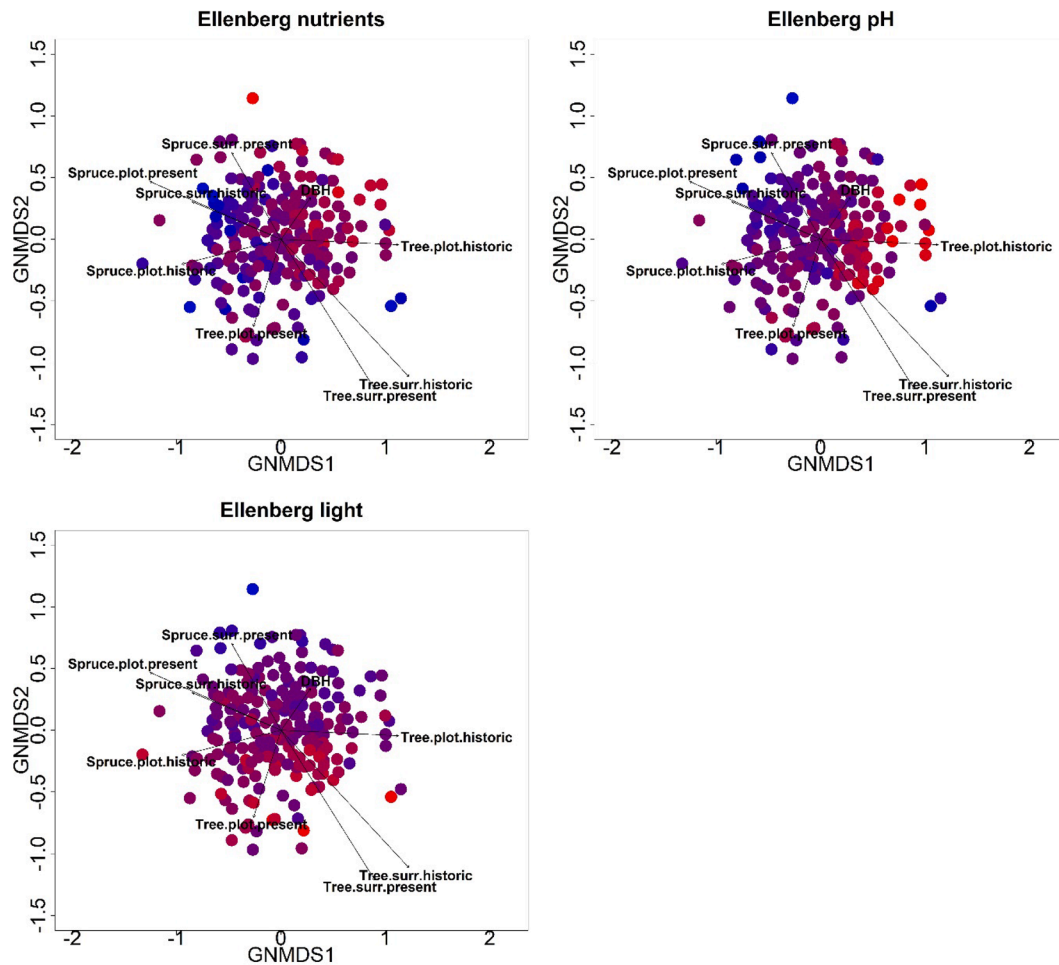 Ellenberg nutrients
1.5
1.0
0.5
0.0
-0.5
-1.0
-1.5
GNMDS2
Spruce.surr.present
Spruce.plot.present
Spruce.surr.historic
DBH
Tree.plot.historic
Spruce.plot.historic
Tree.plot.present
Tree.surr.historic
Tree.surr.present
-2
-1
0
1
2
GNMDS1
Ellenberg pH
1.5
1.0
0.5
0.0
-0.5
-1.0
-1.5
GNMDS2
Spruce.surr.present
Spruce.plot.present
Spruce.surr.historic
DBH
Tree.plot.historic
Spruce.plot.historic
Tree.plot.present
Tree.surr.historic
Tree.surr.present
-2
-1
0
1
2
GNMDS1
Ellenberg light
1.5
1.0
0.5
0.0
-0.5
-1.0
-1.5
GNMDS2
Spruce.surr.present
Spruce.plot.present
Spruce.surr.historic
DBH
Tree.plot.historic
Spruce.plot.historic
Tree.plot.present
Tree.surr.historic
Tree.surr.present
-2
-1
0
1
2
GNMDS1